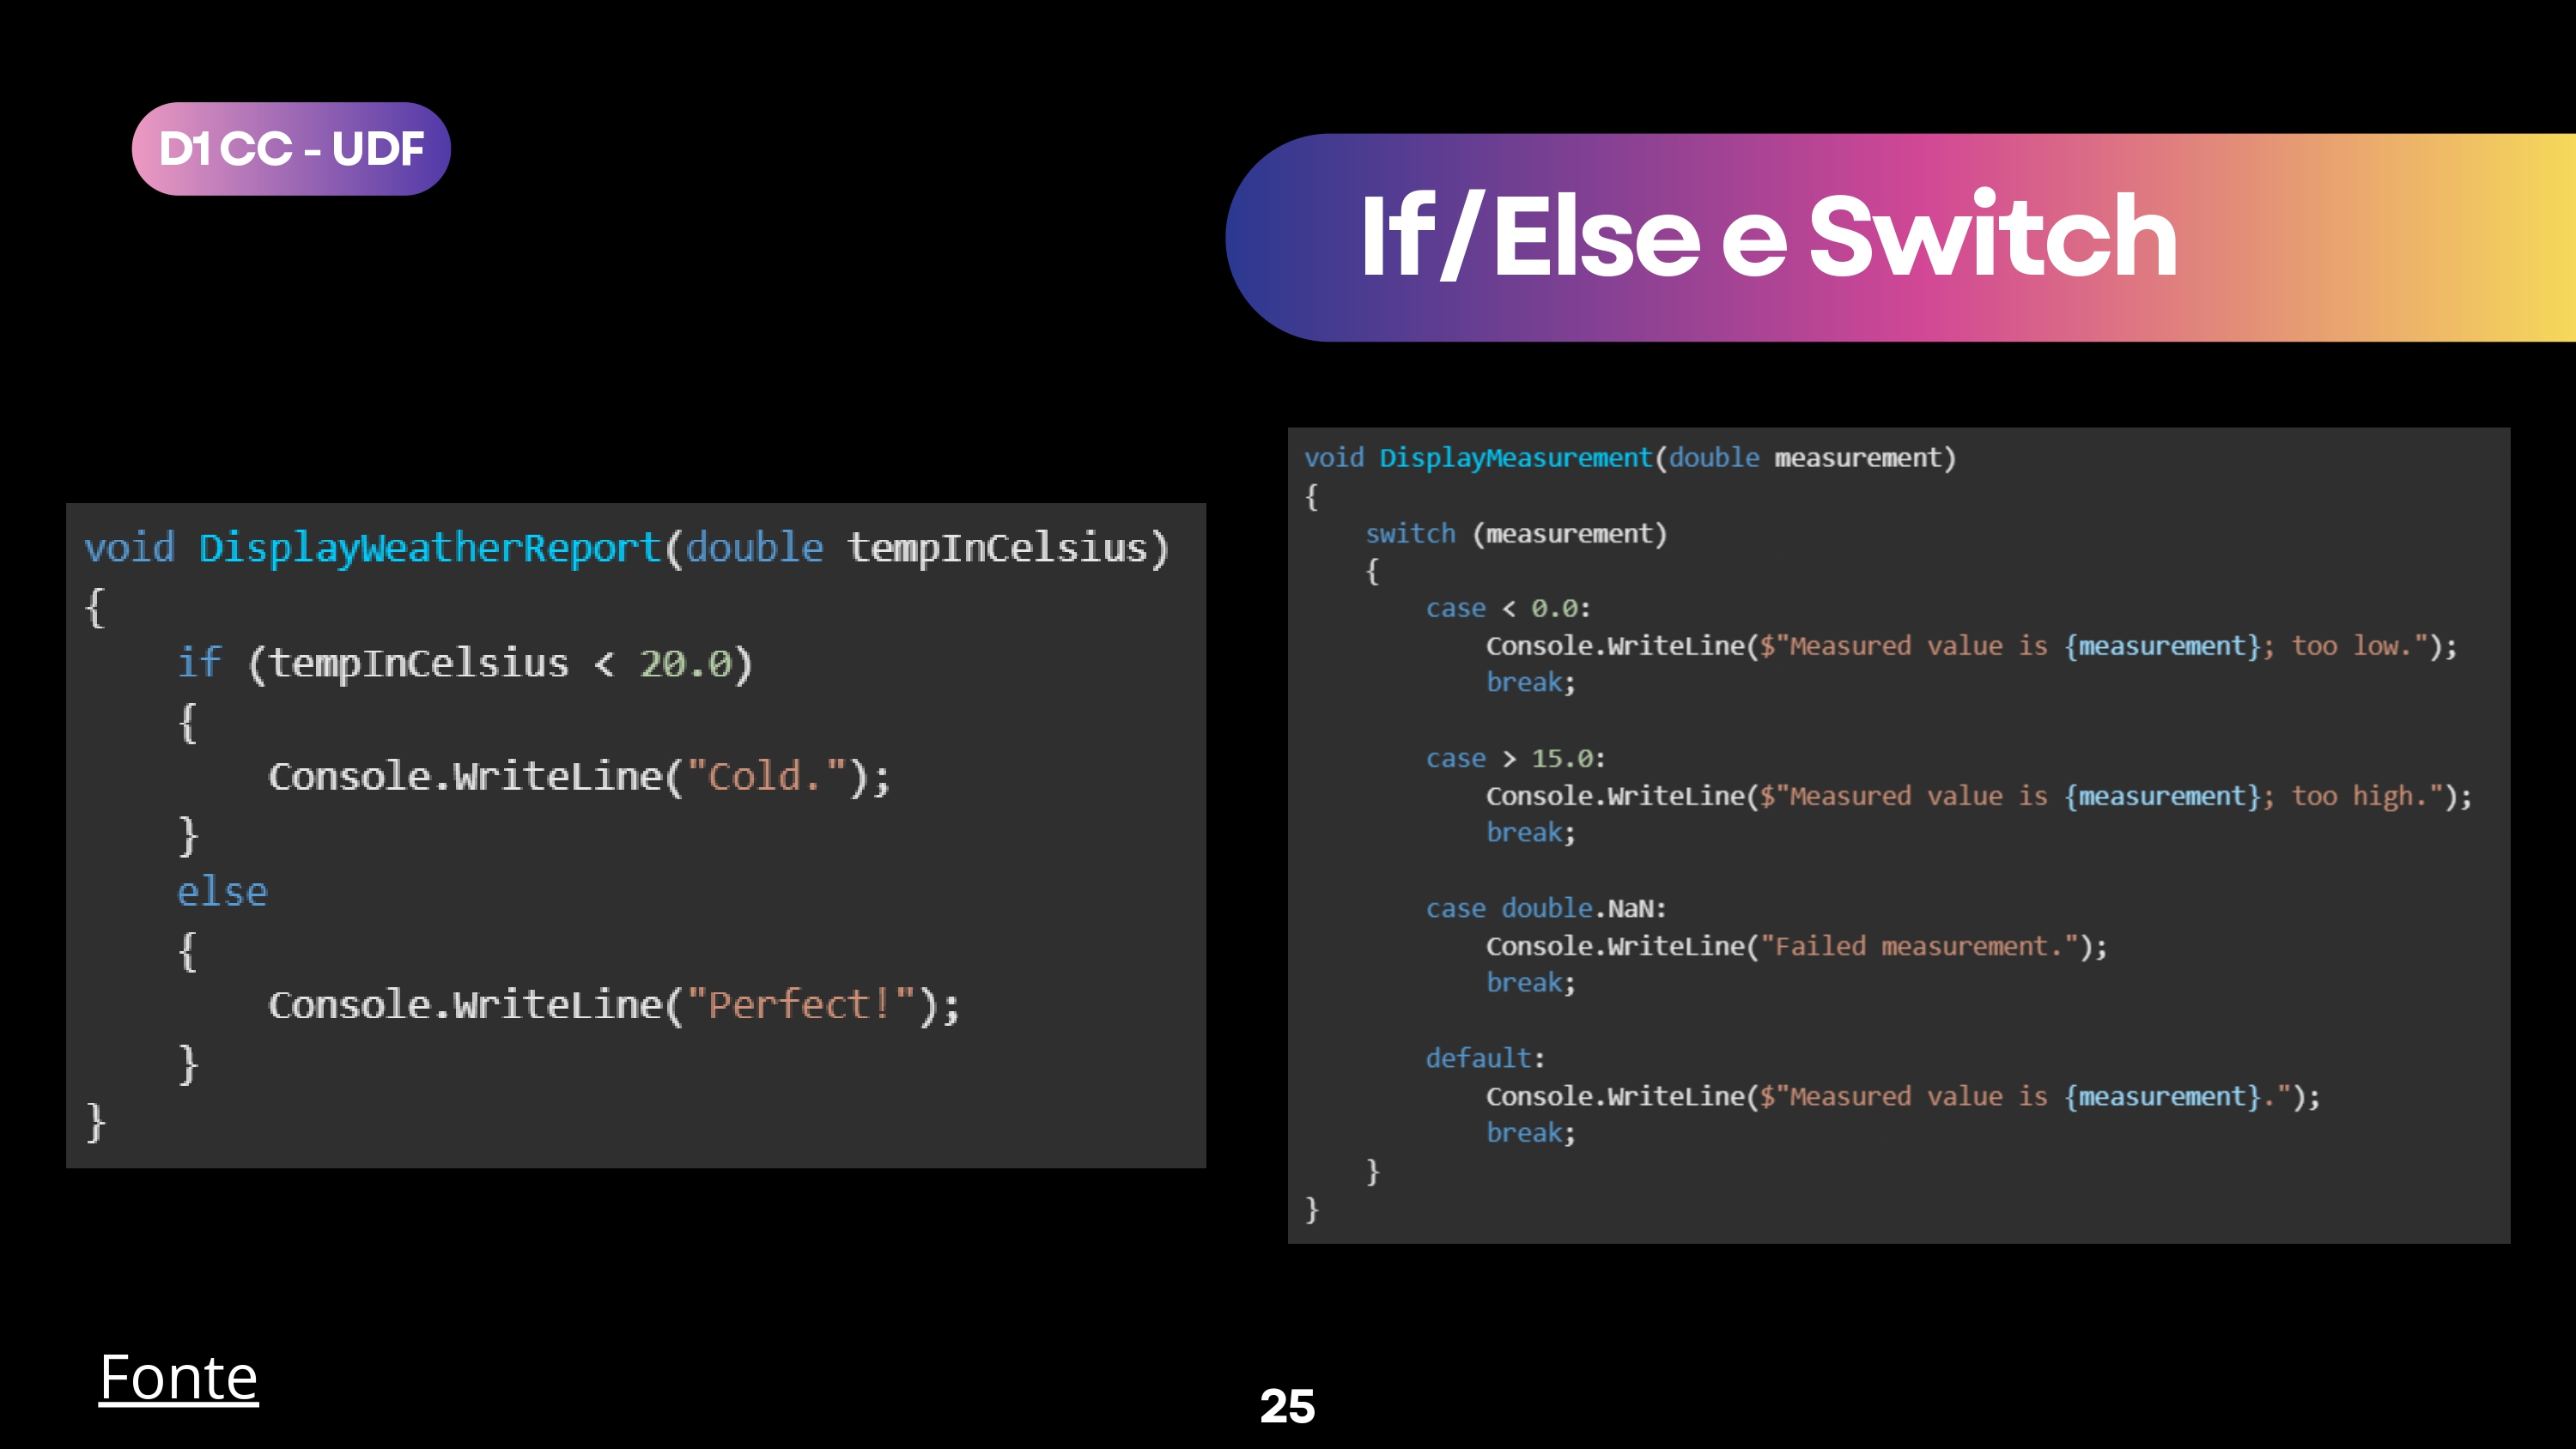 D1 CC - UDF
If/Else e Switch
void DisplayWeatherReport(double tempInCelsius)
{
    if (tempInCelsius < 20.0)
    {
        Console.WriteLine("Cold.");
    }
    else
    {
        Console.WriteLine("Perfect!");
    }
}
void DisplayMeasurement(double measurement)
{
    switch (measurement)
    {
        case < 0.0:
            Console.WriteLine($"Measured value is {measurement}; too low.");
            break;
        case > 15.0:
            Console.WriteLine($"Measured value is {measurement}; too high.");
            break;
        case double.NaN:
            Console.WriteLine("Failed measurement.");
            break;
        default:
            Console.WriteLine($"Measured value is {measurement}.");
            break;
    }
}
Fonte
25